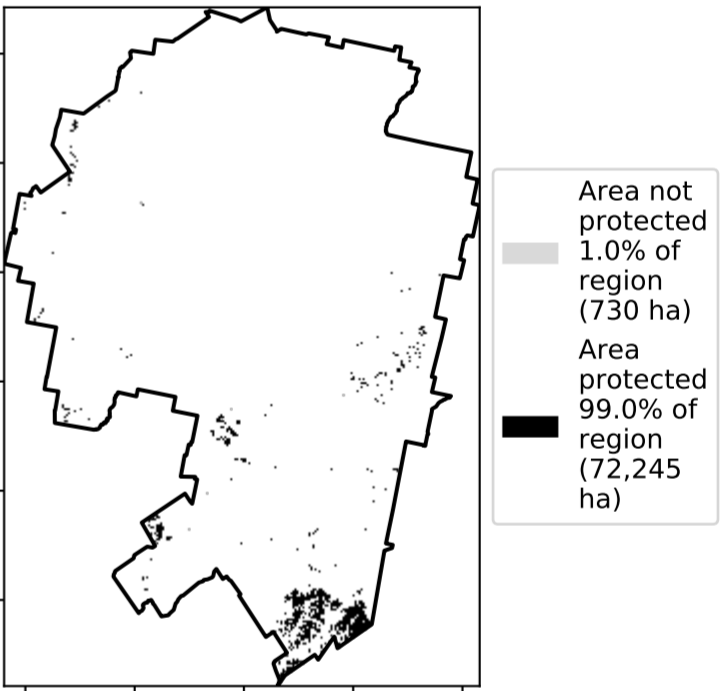 Area not
protected
1.0% of
region
(730 ha)
Area
protected
99.0% of
region
(72,245
ha)